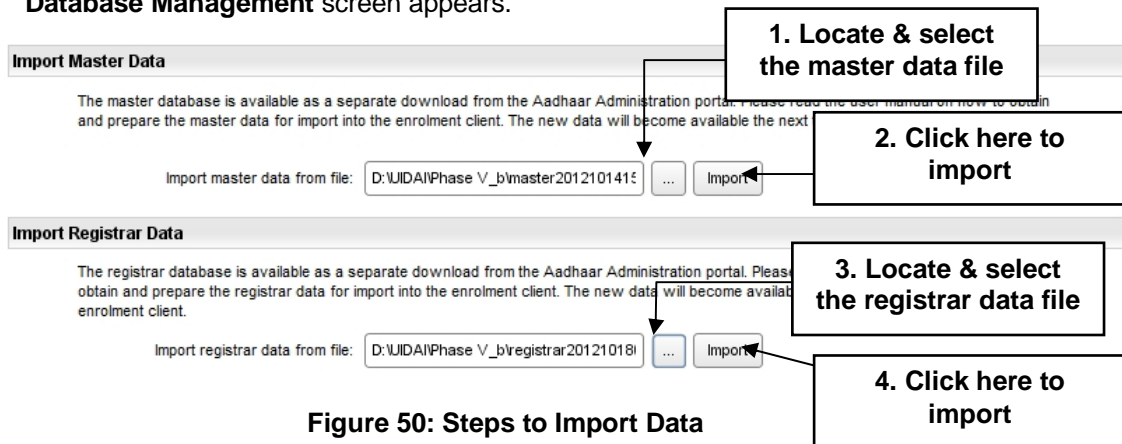 Database Management screen appears.
1. Locate & select
the master data file
Import Master Data
The master database is available as a separate download from the Aadhaar Administration portal. Please read the user manual on how to obtain
and prepare the master data for import into the enrolment client. The new data will become available the next
2. Click here to
import
Import master data from file: D:\UIDAI\Phase V_b\master2012101415 ... Import
Import Registrar Data
The registrar database is available as a separate download from the Aadhaar Administration portal. Please
obtain and prepare the registrar data for import into the enrolment client. The new data will become availab
enrolment client.
3. Locate & select
the registrar data file
Import registrar data from file: D:\UIDAI\Phase V_b\registrar201210180 ... Import
4. Click here to
import
Figure 50: Steps to Import Data